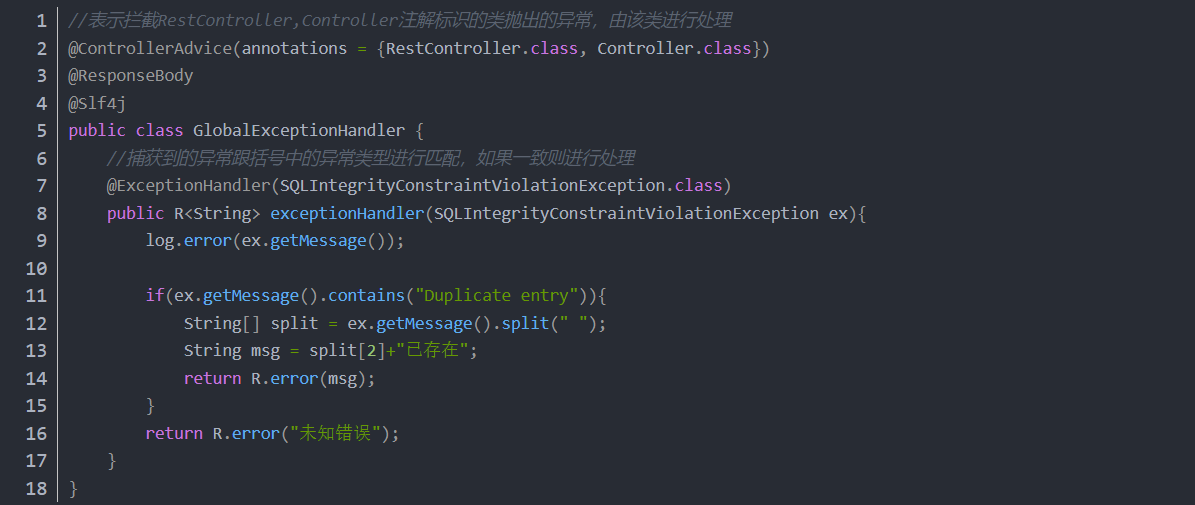 1 //表示拦截RestController,Controller注解标识的类抛出的异常，由该类进行处理
2 @ControllerAdvice(annotations = {RestController.class, Controller.class})
3 @ResponseBody
4 @Slf4j
5 public class GlobalExceptionHandler {
6     //捕获到的异常跟括号中的异常类型进行匹配，如果一致则进行处理
7     @ExceptionHandler(SQLIntegrityConstraintViolationException.class)
8     public R<String> exceptionHandler(SQLIntegrityConstraintViolationException ex){
9         log.error(ex.getMessage());
10
11         if(ex.getMessage().contains("Duplicate entry")){
12             String[] split = ex.getMessage().split(" ");
13             String msg = split[2]+"已存在";
14             return R.error(msg);
15         }
16         return R.error("未知错误");
17     }
18 }